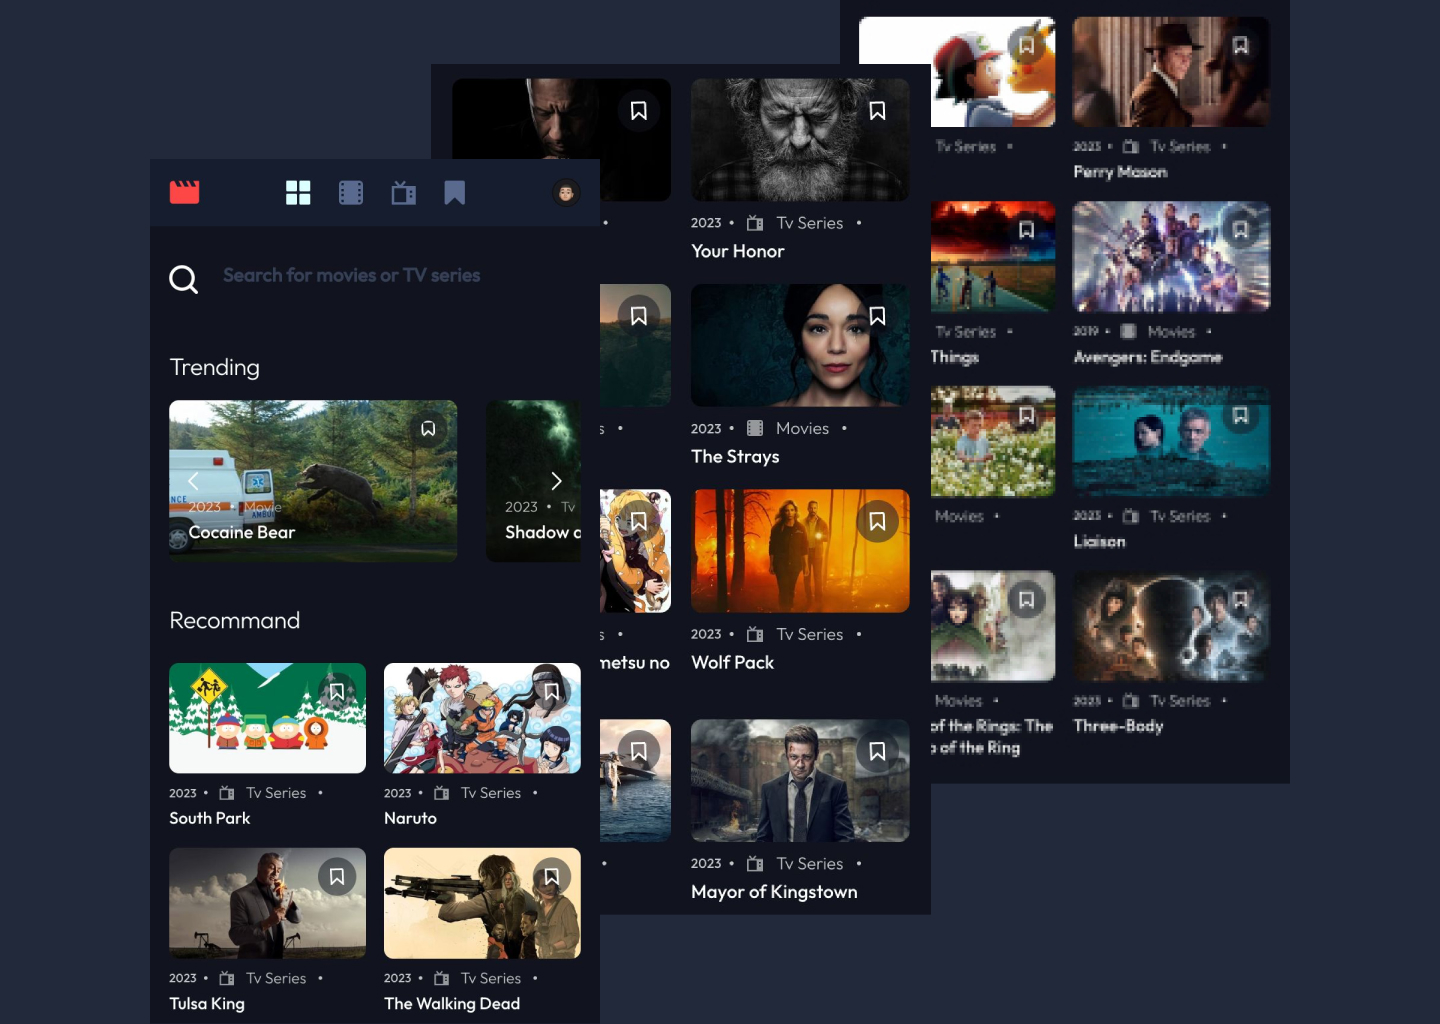 Search for movies or TV series
Trending
NCE
AMBUL
2023 • Movie
Cocaine Bear
2023 • Tv
Shadow a
Recommand
2023 • Tv Series •
South Park
2023 • Tv Series •
Naruto
2023 • Tv Series •
Tulsa King
2023 • Tv Series •
The Walking Dead
2023 • Tv Series •
Your Honor
s •
2023 • Movies •
The Strays
s •
metsu no
2023 • Tv Series •
Wolf Pack
2023 • Tv Series •
Mayor of Kingstown
Tv Series •
2023 • Tv Series •
Perry Mason
Tv Series •
Things
2019 • Movies •
Avengers: Endgame
Movies •
2023 • Tv Series •
Liaison
Movies •
of the Rings: The
of the Ring
2023 • Tv Series •
Three-Body